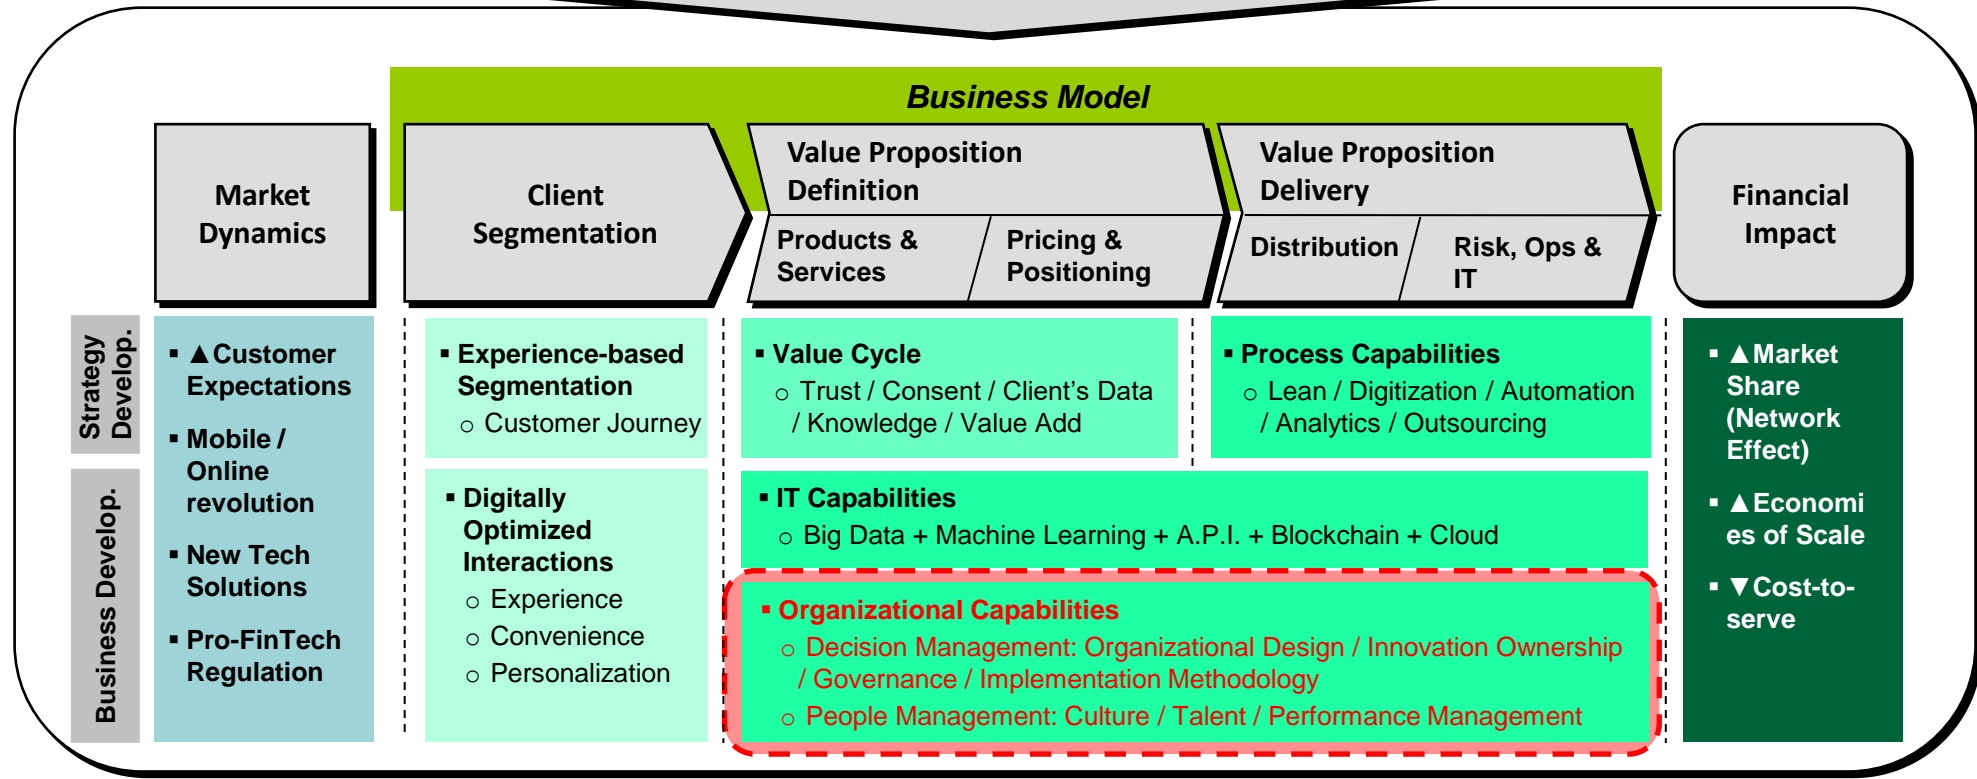 Business Model
Market
Dynamics
Client
Segmentation
Value Proposition
Definition
Products &
Services
Pricing &
Positioning
Value Proposition
Delivery
Distribution
Risk, Ops &
IT
Financial
Impact
Strategy
Develop.
Business Develop.
▪ ▲Customer
Expectations
▪ Mobile /
Online
revolution
▪ New Tech
Solutions
▪ Pro-FinTech
Regulation
▪ Experience-based
Segmentation
o Customer Journey
▪ Digitally
Optimized
Interactions
o Experience
o Convenience
o Personalization
▪ Value Cycle
o Trust / Consent / Client's Data
/ Knowledge / Value Add
▪ Process Capabilities
o Lean / Digitization / Automation
/ Analytics / Outsourcing
▪ IT Capabilities
o Big Data + Machine Learning + A.P.I. + Blockchain + Cloud
▪ Organizational Capabilities
o Decision Management: Organizational Design / Innovation Ownership
/ Governance / Implementation Methodology
o People Management: Culture / Talent / Performance Management
▪ ▲Market
Share
(Network
Effect)
▪ ▲Economi
es of Scale
▪ ▼Cost-to-
serve